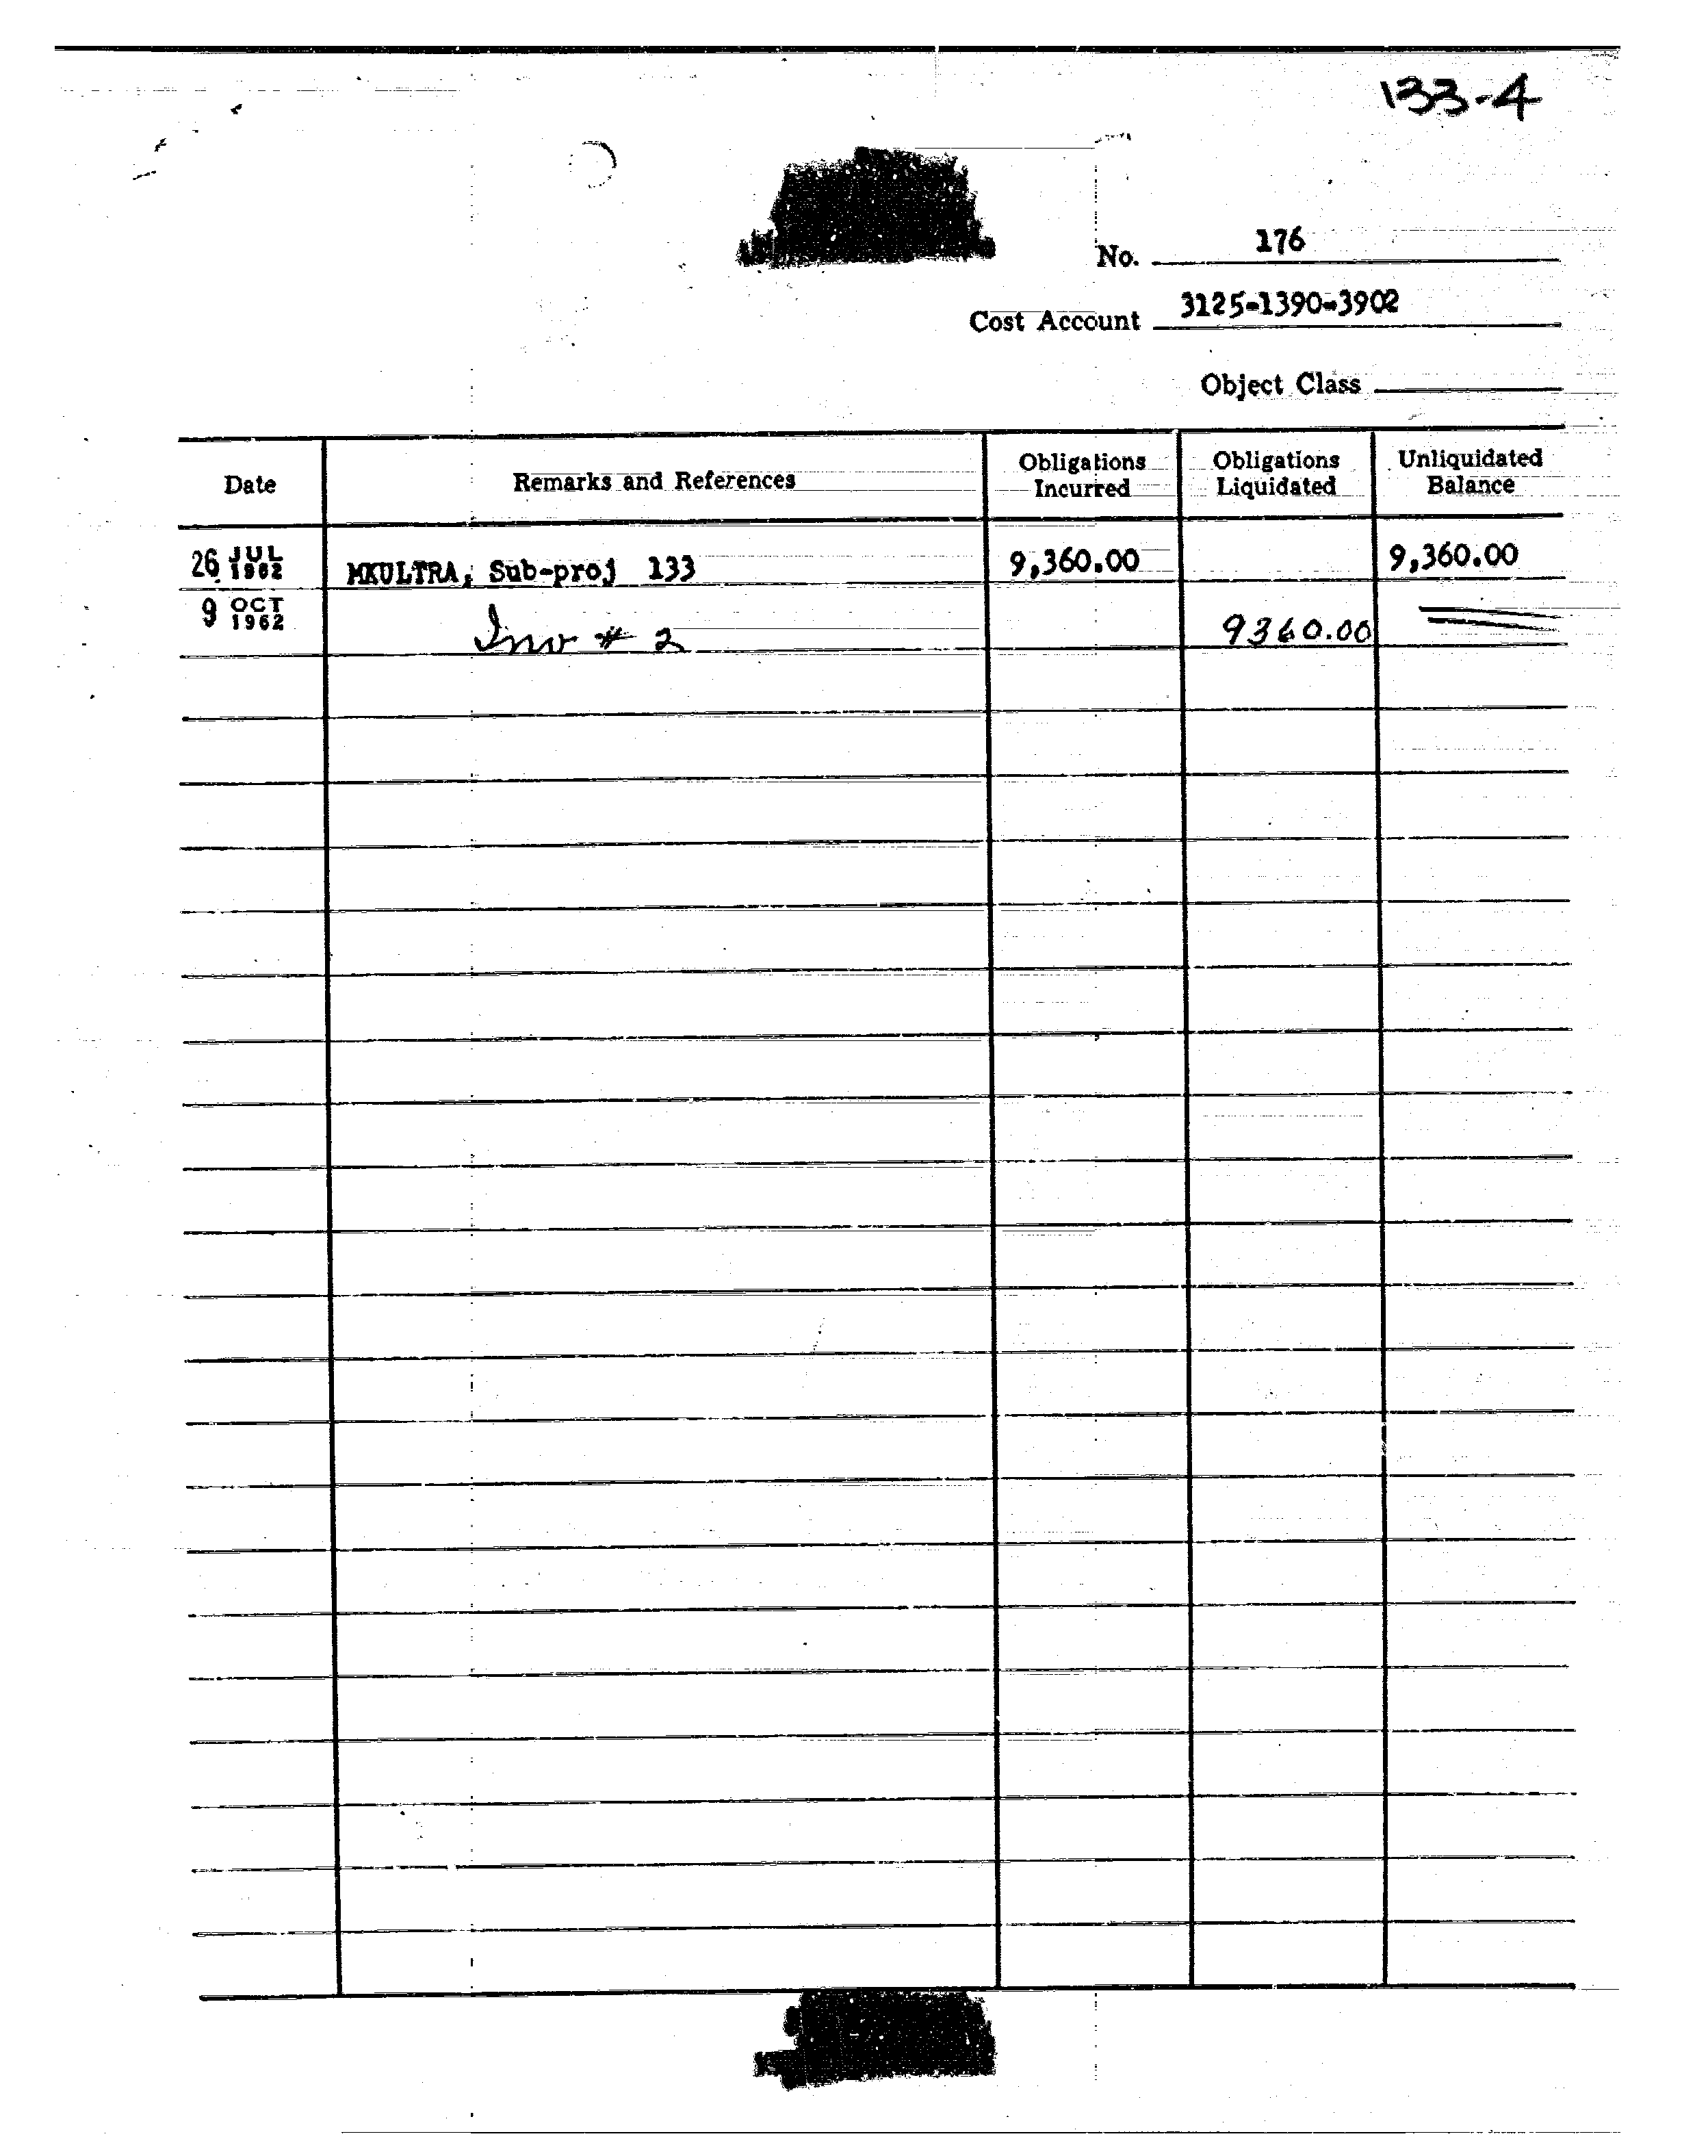 133-4
No. 176
Cost Account 3125-1390-3902
Object Class
Date Remarks and References Obligations Incurred Obligations Liquidated Unliquidated Balance
26 JUL 1962 MKULTRA, Sub-proj 133 9,360.00 9,360.00
9 OCT 1962 Inv # 2 9360.00